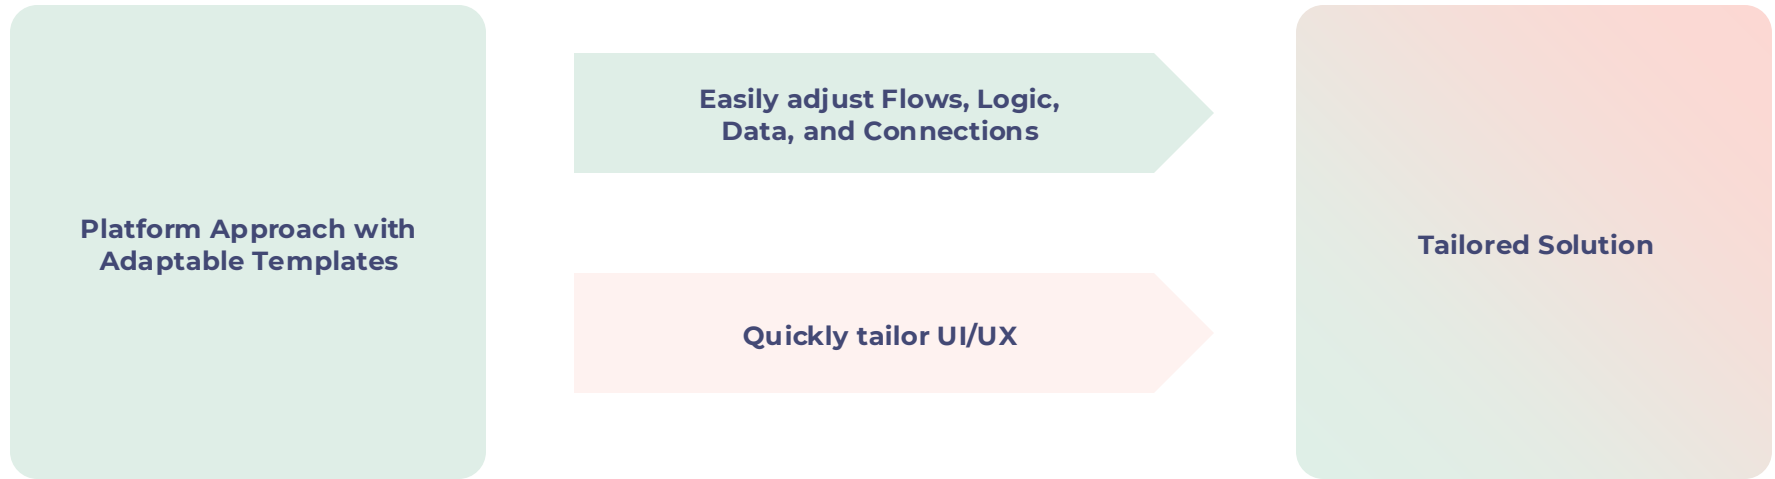 Platform Approach with
Adaptable Templates
Easily adjust Flows, Logic,
Data, and Connections
Quickly tailor UI/UX
Tailored Solution